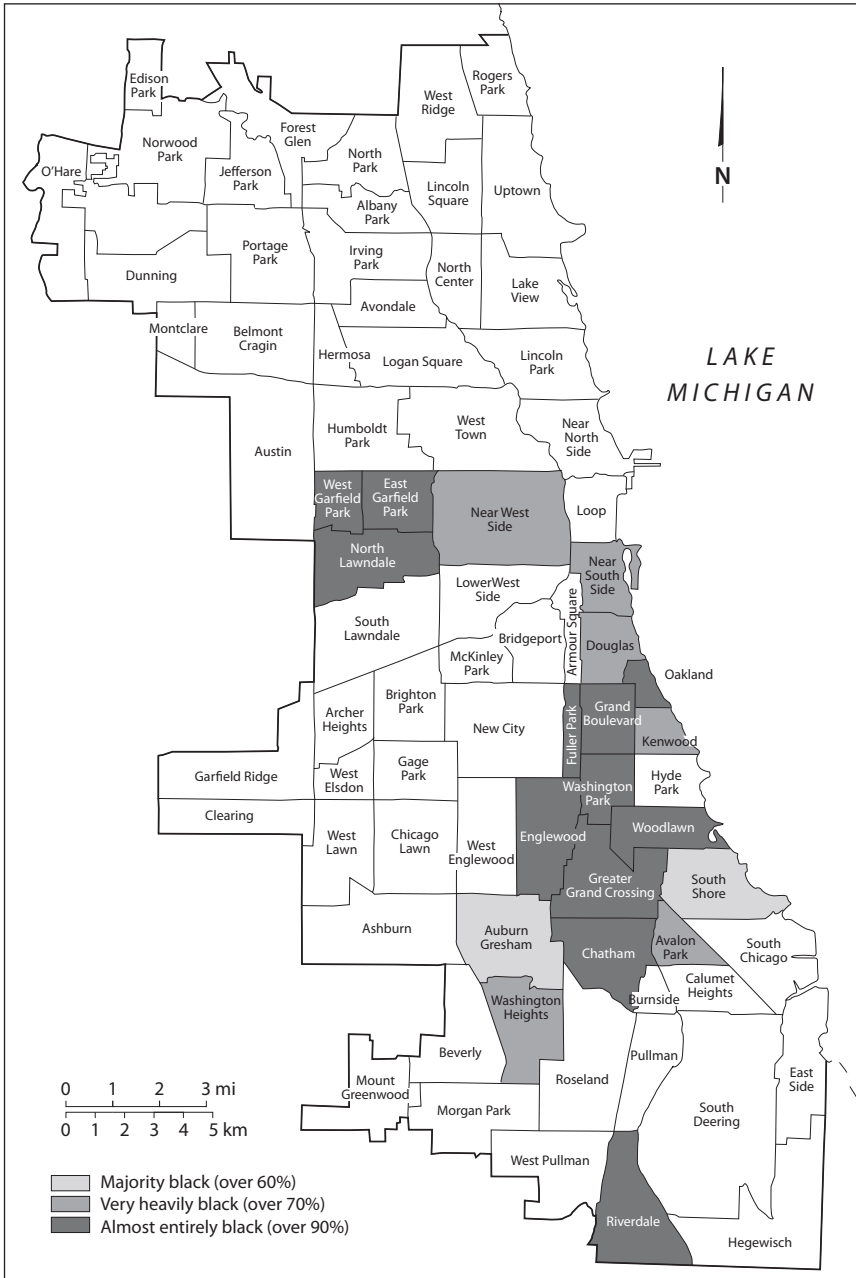 Edison
Park
Rogers
Park
West
Ridge
Forest
Glen
Norwood
Park
North
Park
O'Hare
Jefferson
Park
Lincoln
Square
Uptown
N
Albany
Park
Portage
Park
Irving
Park
North
Center
Lake
View
Dunning
Avondale
Montclare
Belmont
Cragin
Hermosa
Logan Square
Lincoln
Park
LAKE
MICHIGAN
Humboldt
Park
West
Town
Near
North
Side
Austin
West
Garfield
Park
East
Garfield
Park
Near West
Side
Loop
North
Lawndale
Near
South
Side
LowerWest
Side
Armour Square
South
Lawndale
Bridgeport
Douglas
McKinley
Park
Oakland
Archer
Heights
Brighton
Park
New City
Fuller Park
Grand
Boulevard
Kenwood
Garfield Ridge
West
Elsdon
Gage
Park
Hyde
Park
Washington
Park
Clearing
West
Lawn
Chicago
Lawn
West
Englewood
Englewood
Woodlawn
Greater
Grand Crossing
South
Shore
Ashburn
Auburn
Gresham
Chatham
Avalon
Park
South
Chicago
Calumet
Heights
Burnside
Washington
Heights
Beverly
Pullman
Mount
Greenwood
Roseland
East
Side
Morgan Park
South
Deering
West Pullman
Riverdale
Hegewisch
0 1 2 3 mi
0 1 2 3 4 5 km
Majority black (over 60%)
Very heavily black (over 70%)
Almost entirely black (over 90%)